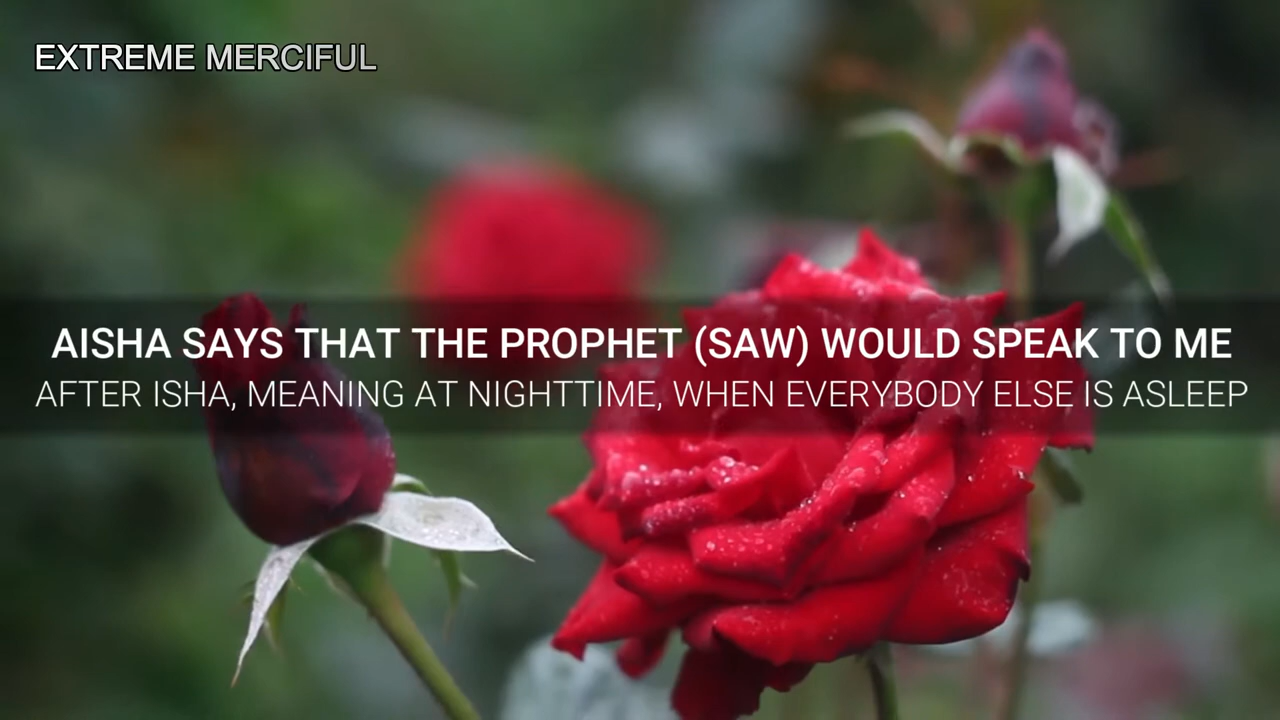 EXTREME MERCIFUL
AISHA SAYS THAT THE PROPHET (SAW) WOULD SPEAK TO ME
AFTER ISHA, MEANING AT NIGHTTIME, WHEN EVERYBODY ELSE IS ASLEEP